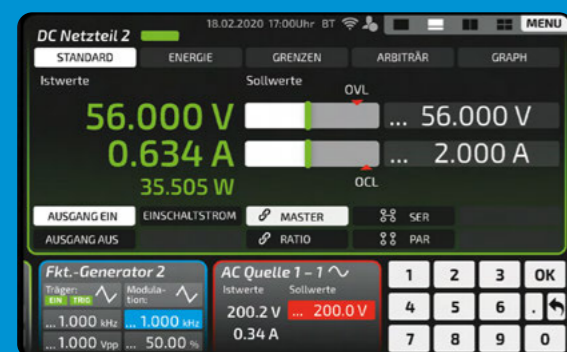 18.02.2020 17:00Uhr BT MENU
DC Netzteil 2
STANDARD ENERGIE GRENZEN ARBITRÄR GRAPH
Istwerte Sollwerte OVL
56.000 V ... 56.000 V
0.634 A ... 2.000 A
35.505 W OCL
AUSGANG EIN EINSCHALTSTROM MASTER SER
AUSGANG AUS RATIO PAR
Fkt.-Generator 2
Träger: Modula-
EIN TRIG tion:
... 1.000 kHz ... 1.000 kHz
... 1.000 Vpp ... 50.00 %
AC Quelle 1 – 1
Istwerte Sollwerte
200.2 V ... 200.0 V
0.34 A
1 2 3 OK
4 5 6 .
7 8 9 0